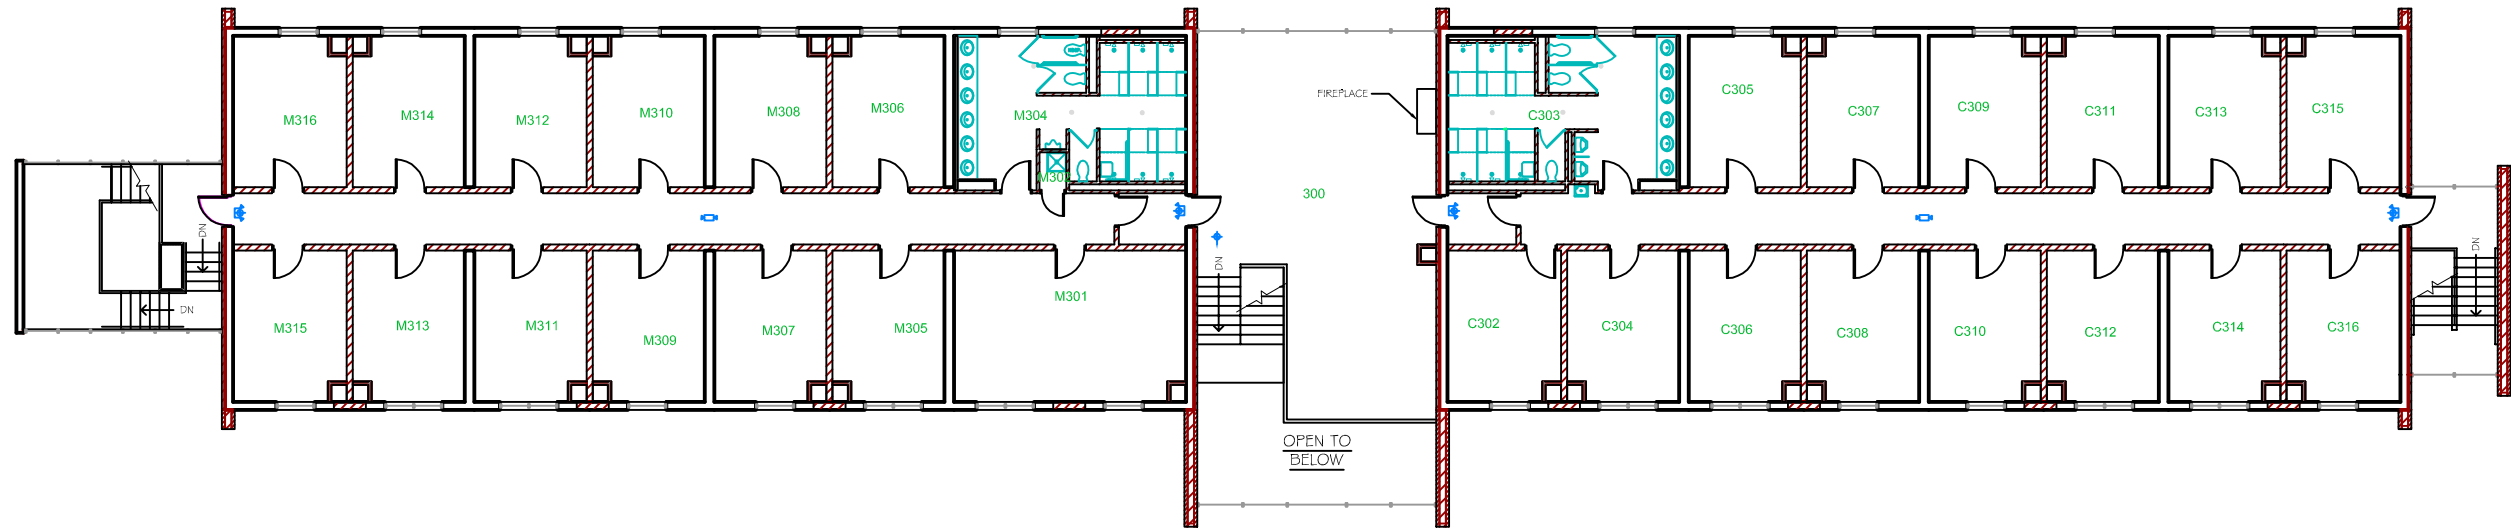 FIREPLACE
M316
M314
M312
M310
M308
M306
M304
C303
C305
C307
C309
C311
C313
C315
M302
300
DN
DN
DN
DN
M315
M313
M311
M309
M307
M305
M301
C302
C304
C306
C308
C310
C312
C314
C316
OPEN TO
BELOW